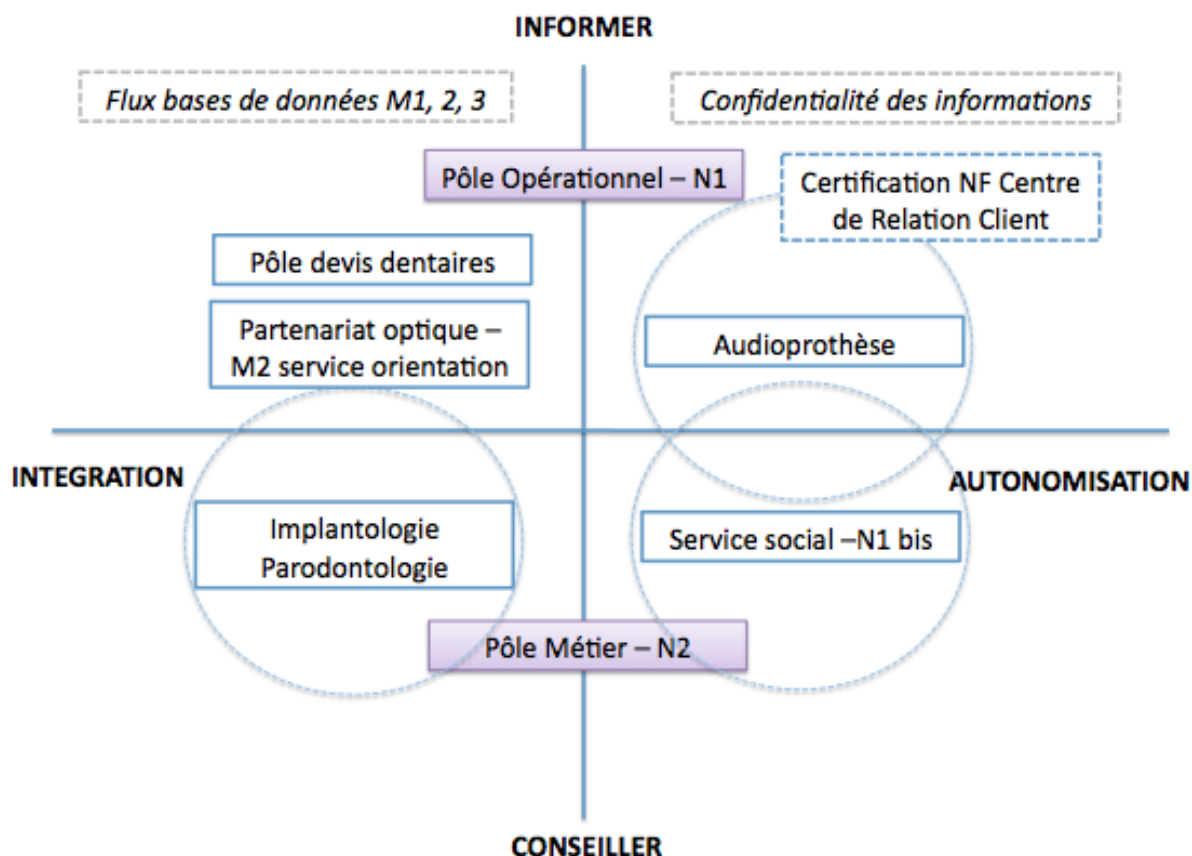 INFORMER
Flux bases de données M1, 2, 3
Confidentialité des informations
Pôle Opérationnel – N1
Certification NF Centre
de Relation Client
Pôle devis dentaires
Partenariat optique –
M2 service orientation
Audioprothèse
INTEGRATION
AUTONOMISATION
Implantologie
Parodontologie
Service social –N1 bis
Pôle Métier – N2
CONSEILLER